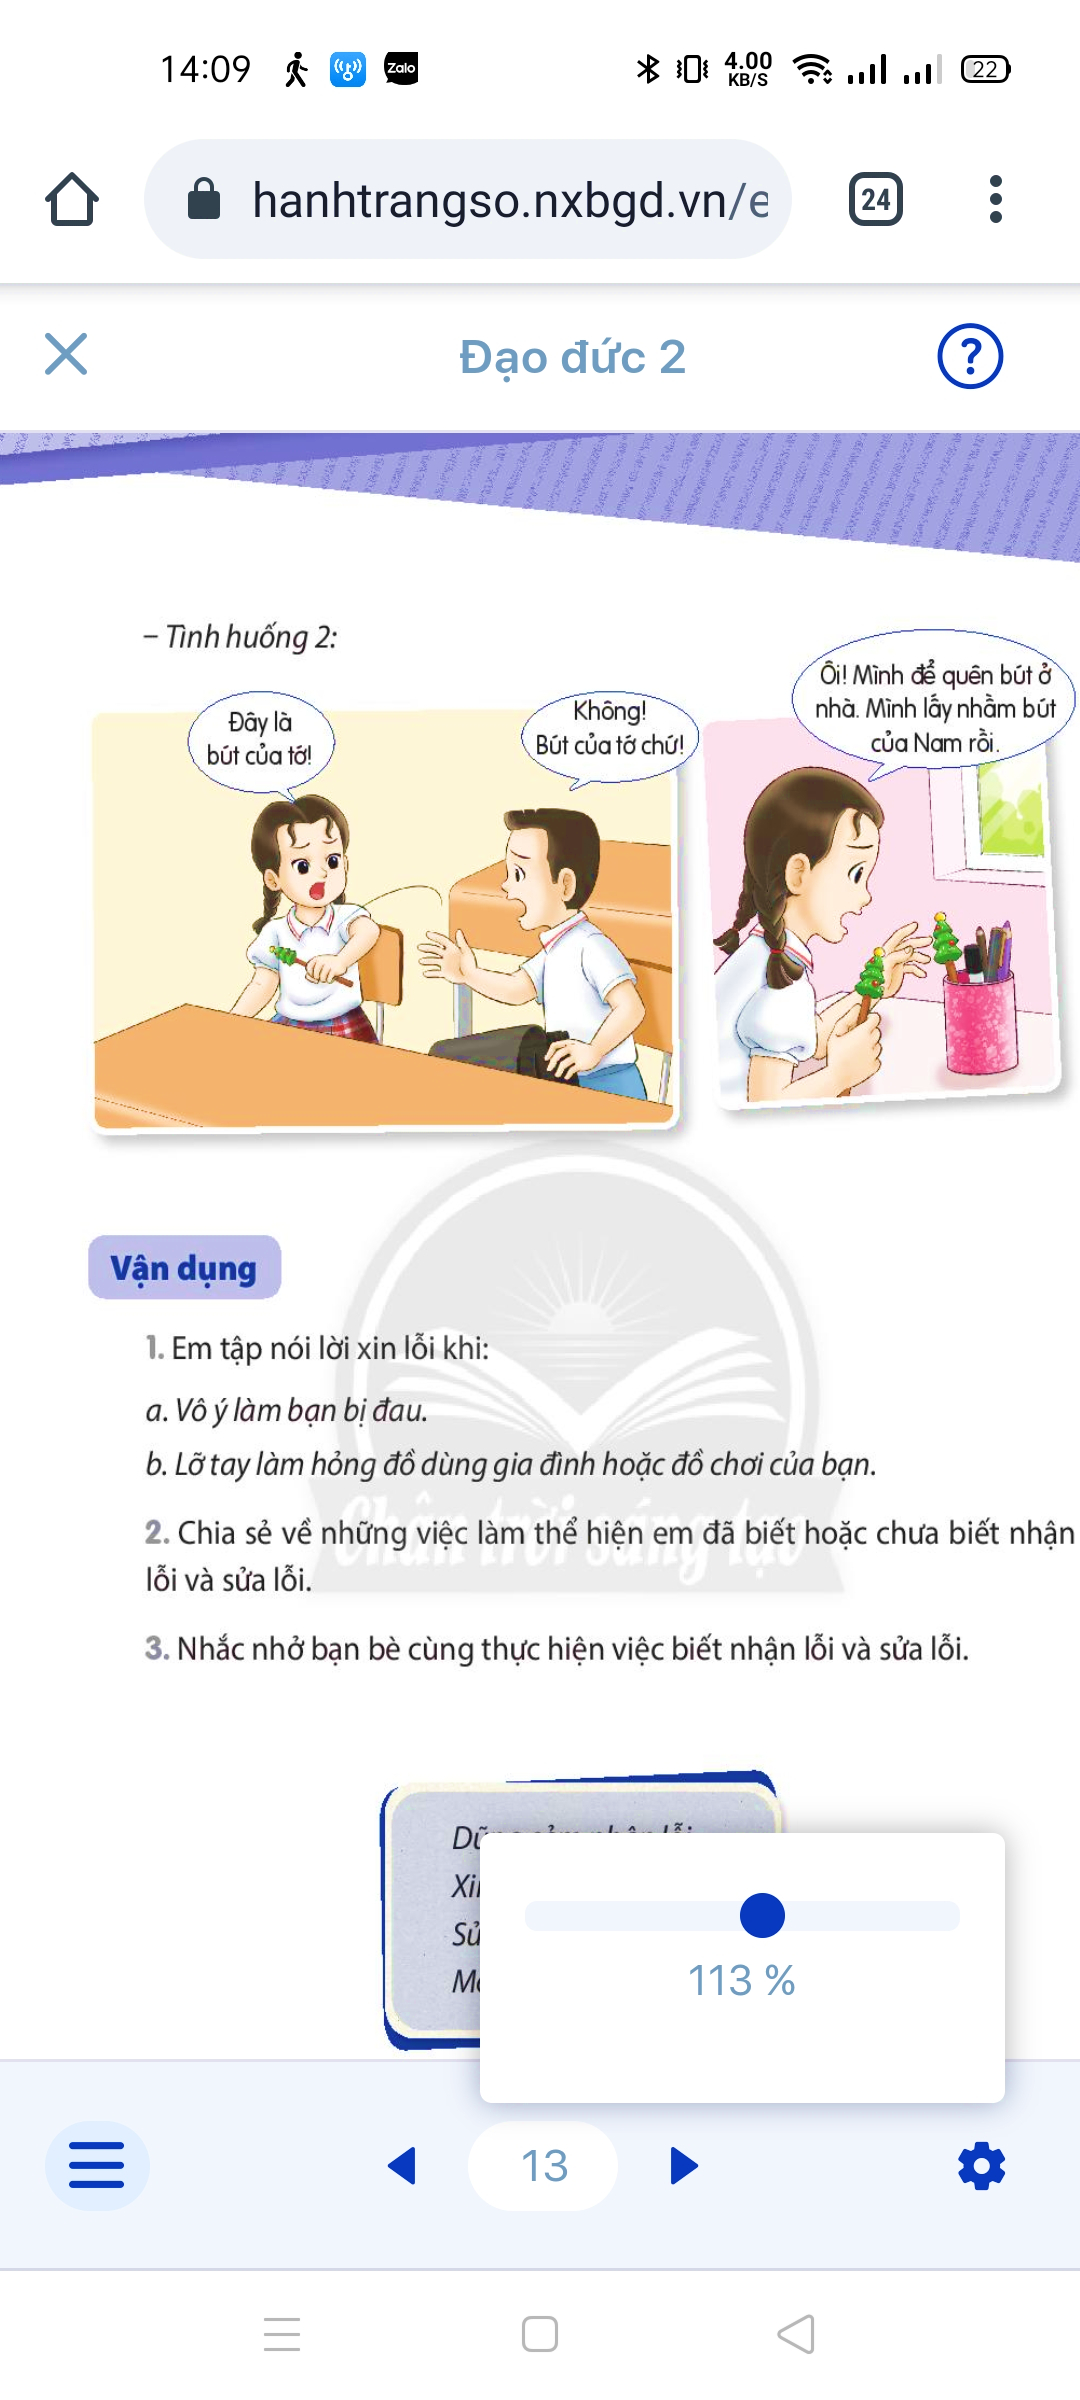 14:09
Zalo
4.00
KB/S
22
hanhtrangso.nxbgd.vn/e
24
Đạo đức 2
?
– Tình huống 2:
Đây là
bút của tớ!
Không!
Bút của tớ chứ!
Ôi! Mình để quên bút ở
nhà. Mình lấy nhầm bút
của Nam rồi.
Vận dụng
1. Em tập nói lời xin lỗi khi:
a. Vô ý làm bạn bị đau.
b. Lỡ tay làm hỏng đồ dùng gia đình hoặc đồ chơi của bạn.
Chân trời sáng tạo
2. Chia sẻ về những việc làm thể hiện em đã biết hoặc chưa biết nhận
lỗi và sửa lỗi.
3. Nhắc nhở bạn bè cùng thực hiện việc biết nhận lỗi và sửa lỗi.
113 %
13